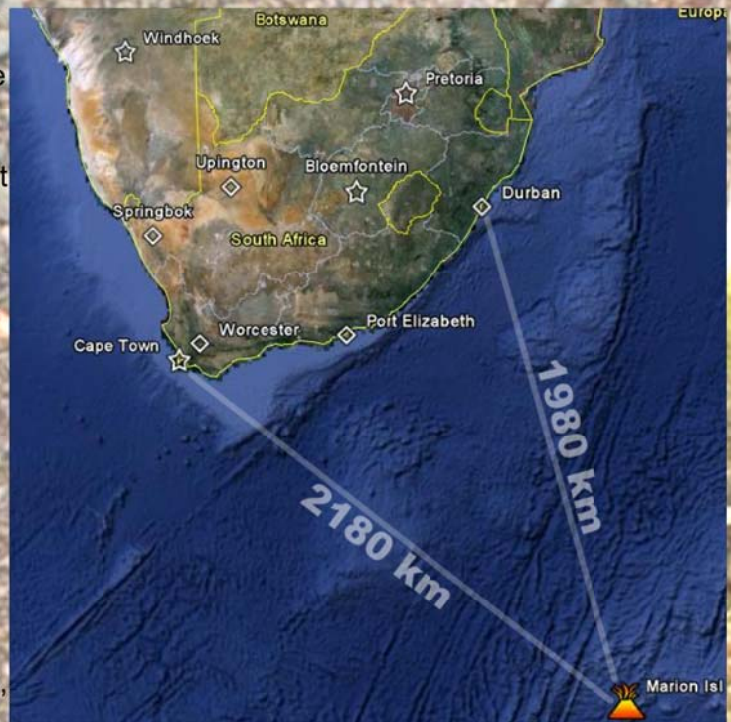 Botswana
Europa
Windhoek
Pretoria
e
t
Upington
Bloemfontein
Durban
Springbok
South Africa
Worcester
Port Elizabeth
Cape Town
1980 km
2180 km
Marion Isl
,